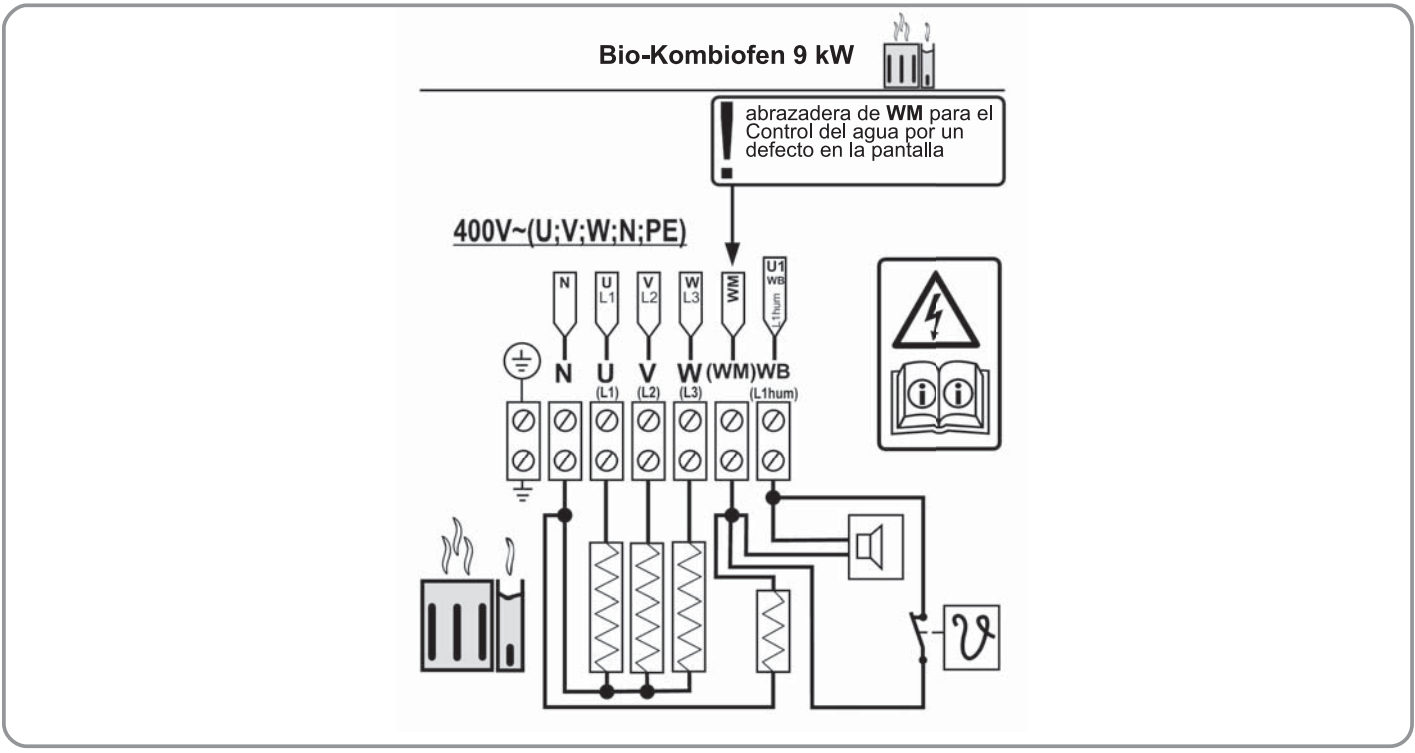 Bio-Kombiofen 9 kW
! abrazadera de WM para el
Control del agua por un
defecto en la pantalla
400V~(U;V;W;N;PE)
N
U
L1
V
L2
W
L3
WM
U1
WB
L1hum
N U V W (WM) WB
(L1) (L2) (L3) (L1hum)
i i
ϑ